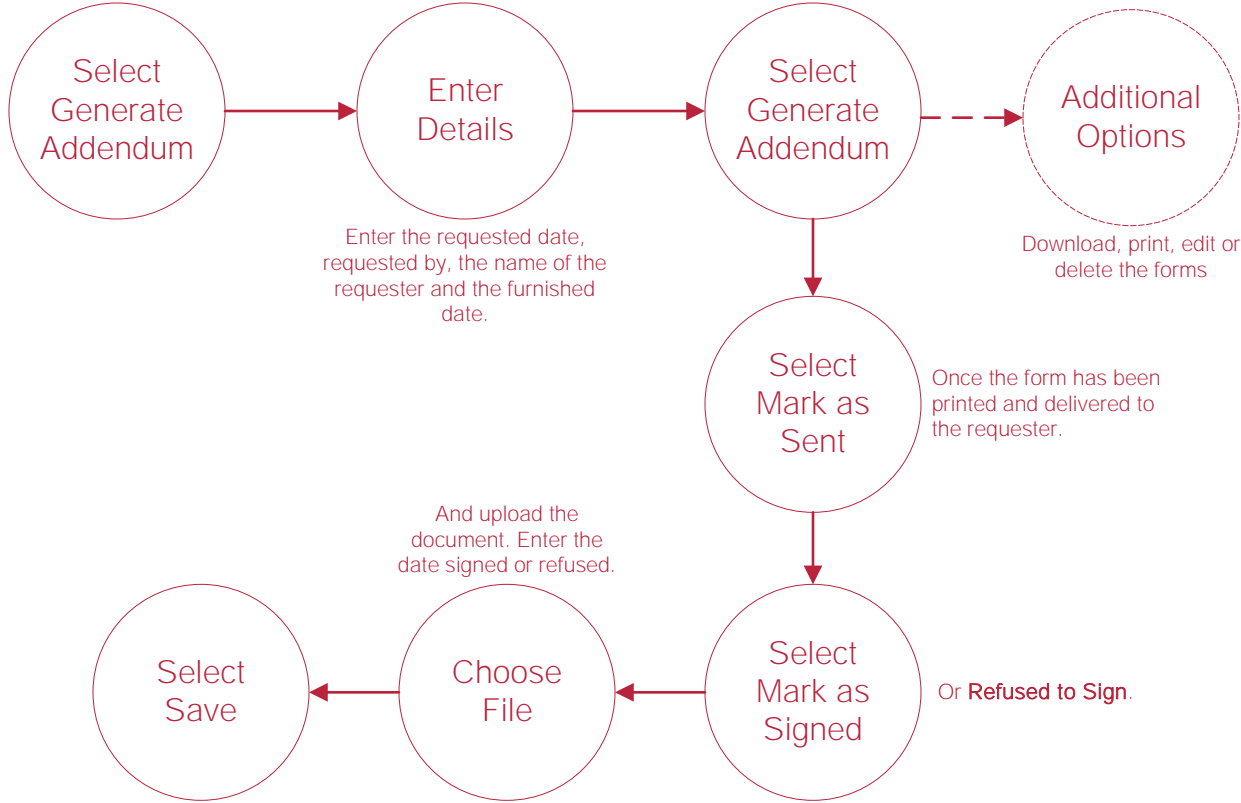 Select
Generate
Addendum
Enter
Details
Enter the requested date,
requested by, the name of the
requester and the furnished
date.
Select
Generate
Addendum
Additional
Options
Download, print, edit or
delete the forms
Select
Mark as
Sent
Once the form has been
printed and delivered to
the requester.
Select
Mark as
Signed
Or Refused to Sign.
And upload the
document. Enter the
date signed or refused.
Choose
File
Select
Save